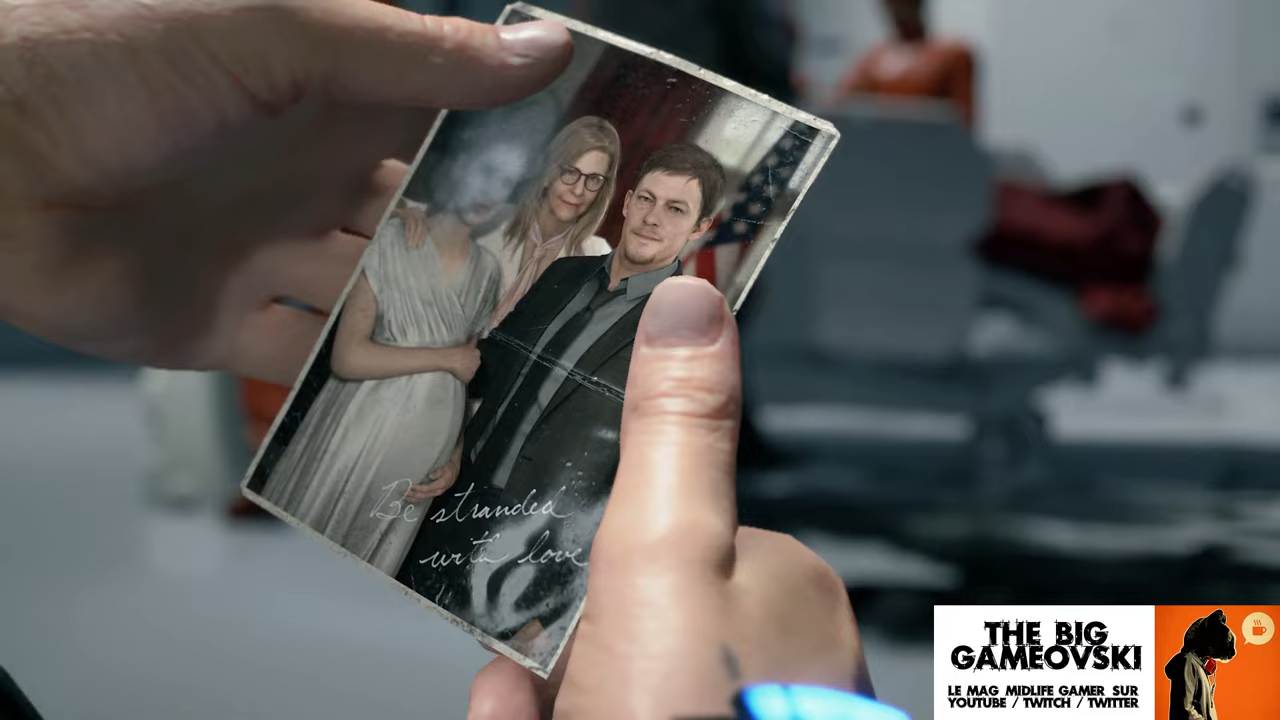 Be stranded
with love
THE BIG
GAMEOVSKI
LE MAG MIDLIFE GAMER SUR
YOUTUBE / TWITCH / TWITTER